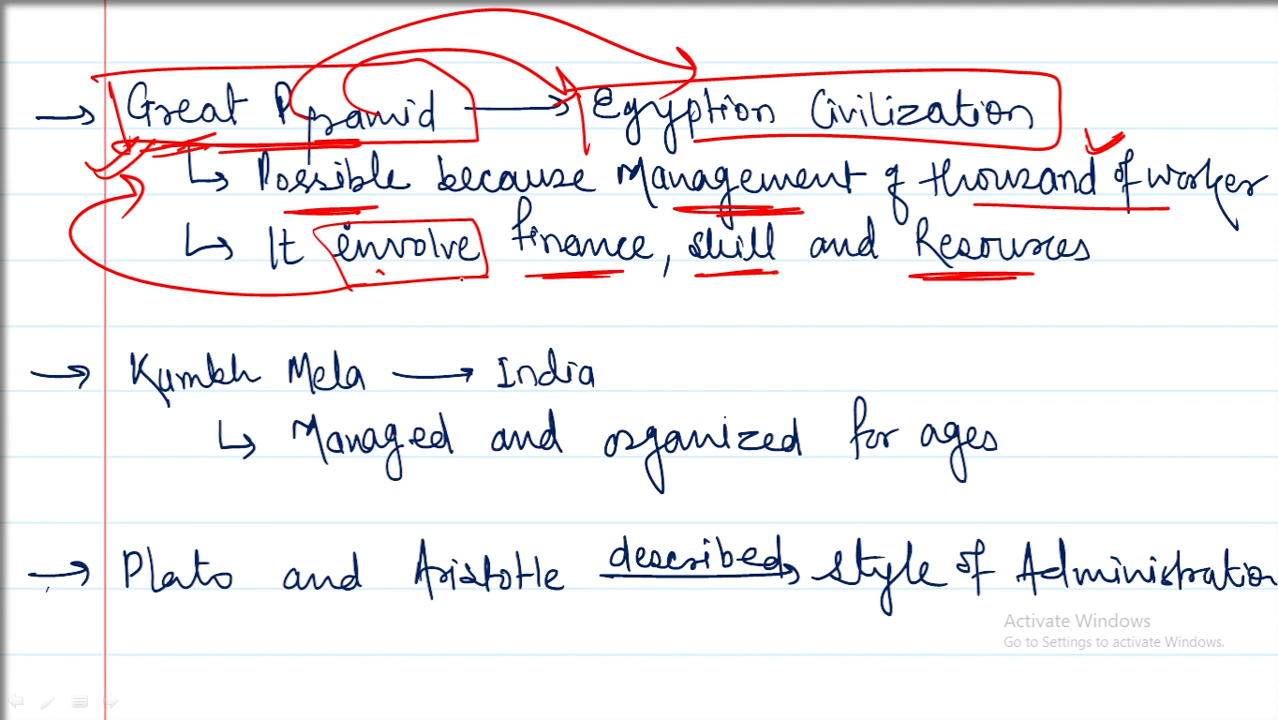 → Great Pyramid → Egyption Civilization
↳ Possible because Management of thousand of worker
↳ It envolve finance, skill and Resources
→ Kumbh Mela → India
↳ Managed and organized for ages
→ Plato and Aristotle described → style of Administration
Activate Windows
Go to Settings to activate Windows.